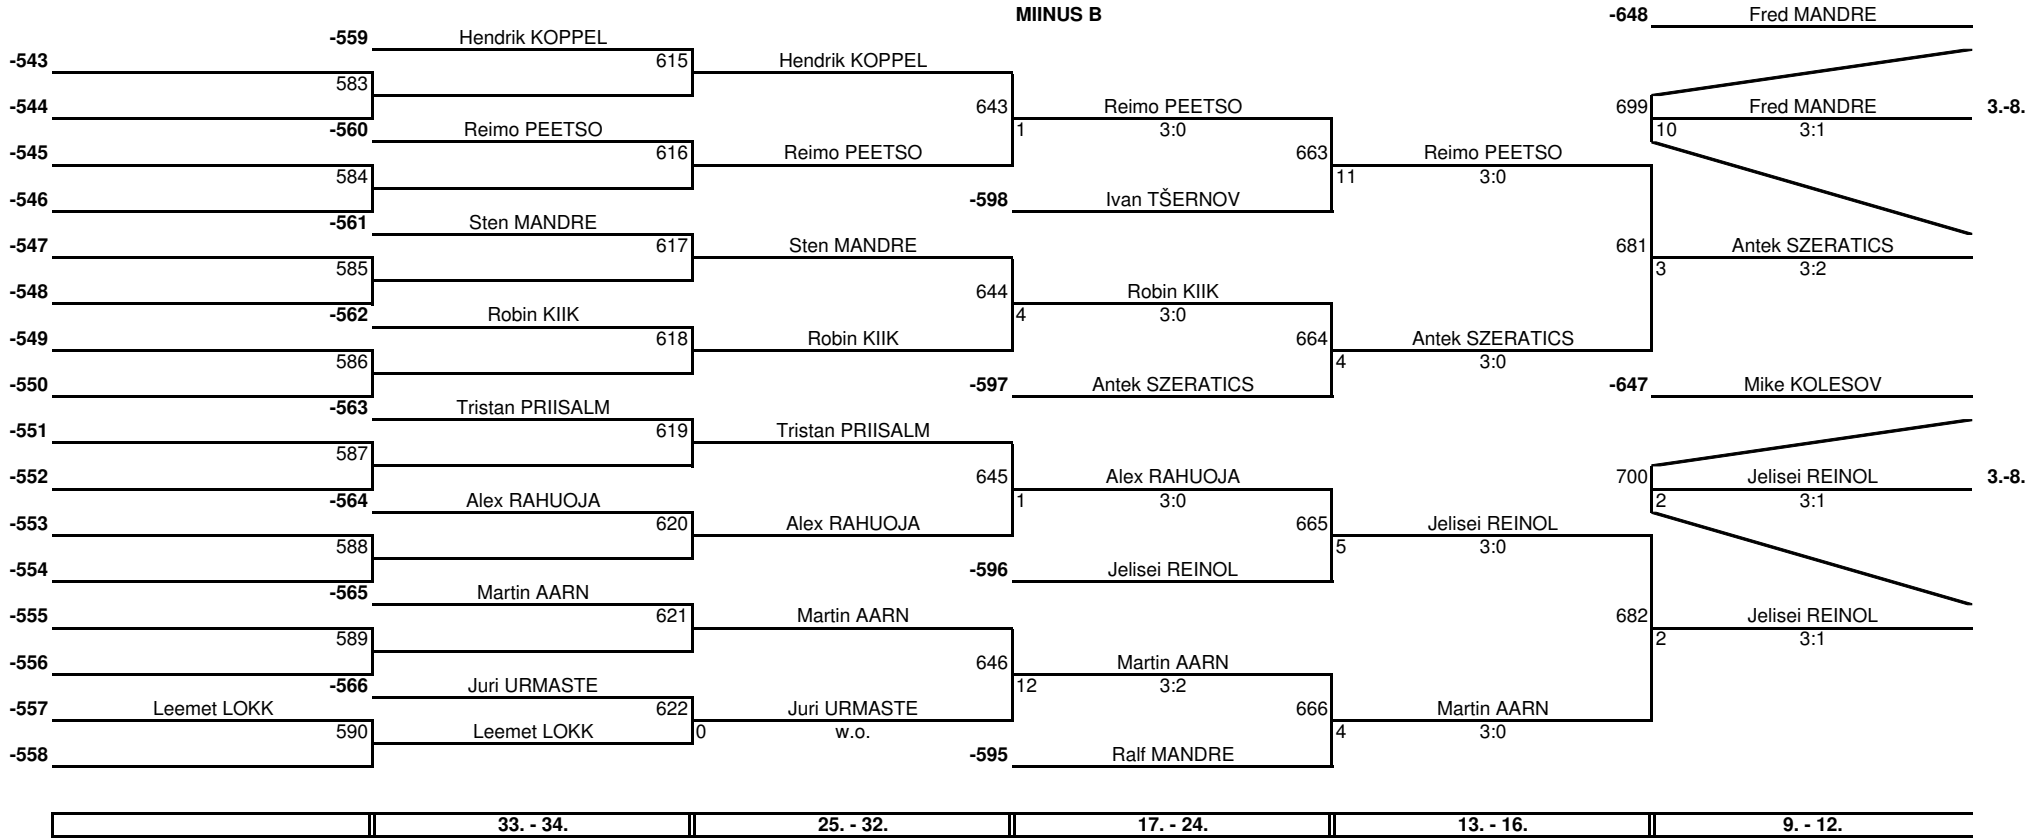 MIINUS B
-648 Fred MANDRE
-559 Hendrik KOPPEL
-543 615 Hendrik KOPPEL
583
-544 643 Reimo PEETSO 699 Fred MANDRE 3.-8.
-560 Reimo PEETSO 1 3:0 10 3:1
-545 616 Reimo PEETSO 663 Reimo PEETSO
584 11 3:0
-546 -598 Ivan TŠERNOV
-561 Sten MANDRE
-547 617 Sten MANDRE 681 Antek SZERATICS
585 3 3:2
-548 644 Robin KIIK
-562 Robin KIIK 4 3:0
-549 618 Robin KIIK 664 Antek SZERATICS
586 4 3:0
-550 -597 Antek SZERATICS -647 Mike KOLESOV
-563 Tristan PRIISALM
-551 619 Tristan PRIISALM
587
-552 645 Alex RAHUOJA 700 Jelisei REINOL 3.-8.
-564 Alex RAHUOJA 1 3:0 2 3:1
-553 620 Alex RAHUOJA 665 Jelisei REINOL
588 5 3:0
-554 -596 Jelisei REINOL
-565 Martin AARN
-555 621 Martin AARN 682 Jelisei REINOL
589 2 3:1
-556 646 Martin AARN
-566 Juri URMASTE 12 3:2
-557 Leemet LOKK 622 Juri URMASTE 666 Martin AARN
590 Leemet LOKK 0 w.o. 4 3:0
-558 -595 Ralf MANDRE
33. - 34. 25. - 32. 17. - 24. 13. - 16. 9. - 12.